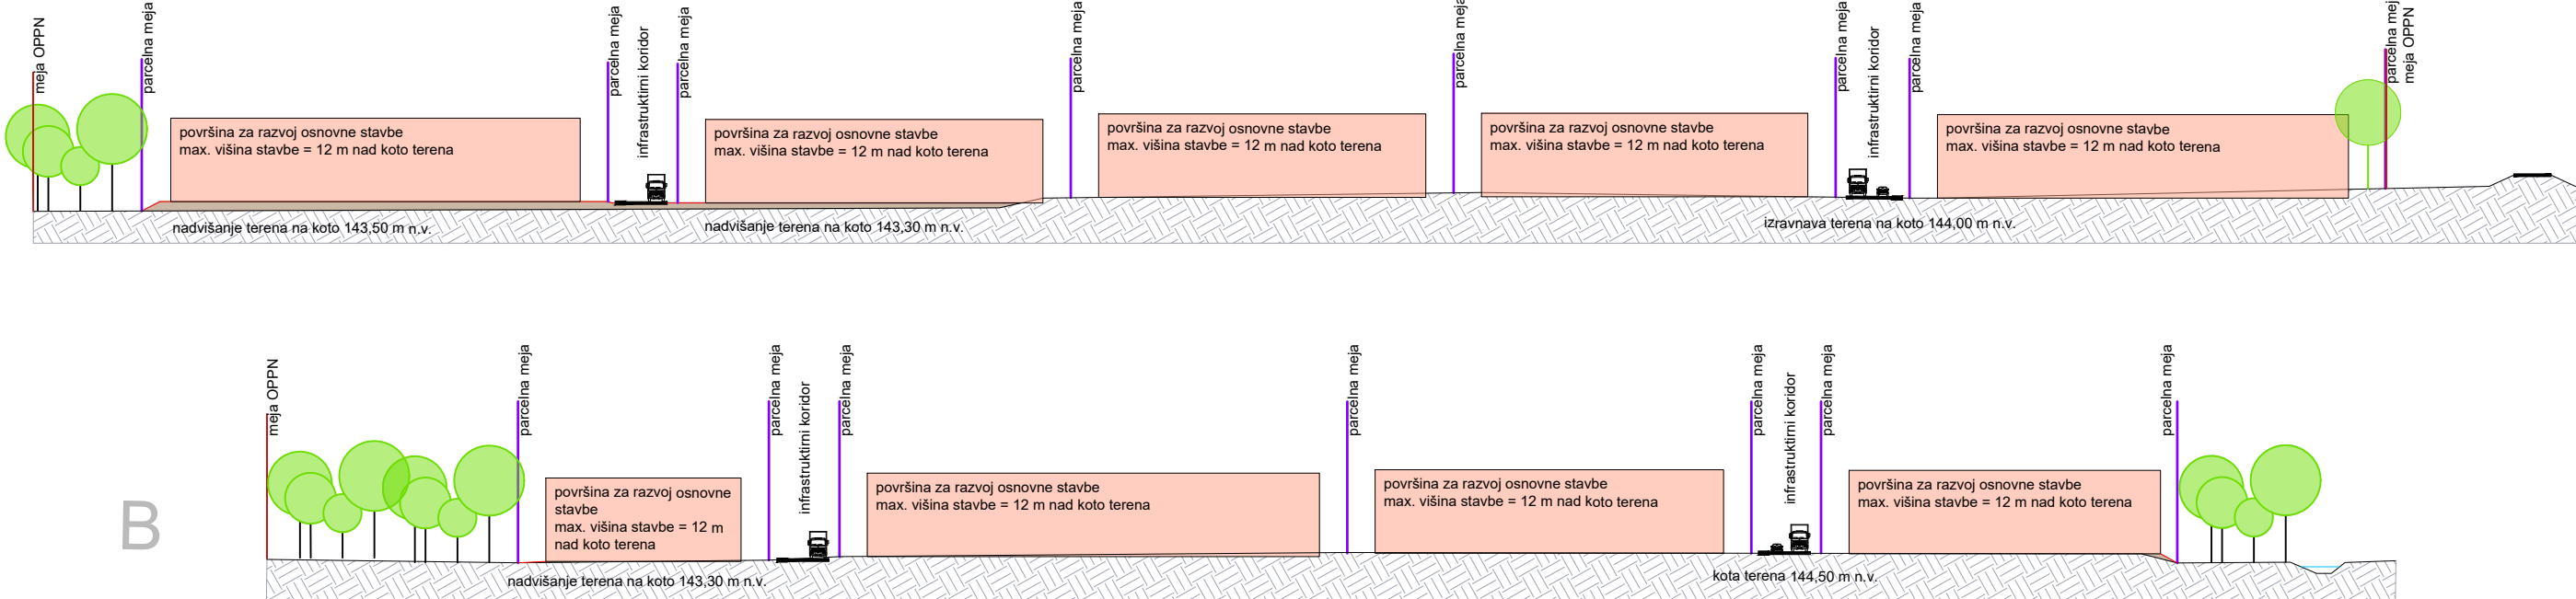 meja OPPN
parcelna meja
parcelna meja
infrastruktirni koridor
parcelna meja
parcelna meja
parcelna meja
parcelna meja
infrastruktirni koridor
parcelna meja
parcelna mej
meja OPPN
površina za razvoj osnovne stavbe
max. višina stavbe = 12 m nad koto terena
površina za razvoj osnovne stavbe
max. višina stavbe = 12 m nad koto terena
površina za razvoj osnovne stavbe
max. višina stavbe = 12 m nad koto terena
površina za razvoj osnovne stavbe
max. višina stavbe = 12 m nad koto terena
površina za razvoj osnovne stavbe
max. višina stavbe = 12 m nad koto terena
nadvišanje terena na koto 143,50 m n.v.
nadvišanje terena na koto 143,30 m n.v.
izravnava terena na koto 144,00 m n.v.
B
meja OPPN
parcelna meja
parcelna meja
infrastruktirni koridor
parcelna meja
parcelna meja
parcelna meja
infrastruktirni koridor
parcelna meja
parcelna meja
površina za razvoj osnovne
stavbe
max. višina stavbe = 12 m
nad koto terena
površina za razvoj osnovne stavbe
max. višina stavbe = 12 m nad koto terena
površina za razvoj osnovne stavbe
max. višina stavbe = 12 m nad koto terena
površina za razvoj osnovne stavbe
max. višina stavbe = 12 m nad koto terena
nadvišanje terena na koto 143,30 m n.v.
kota terena 144,50 m n.v.